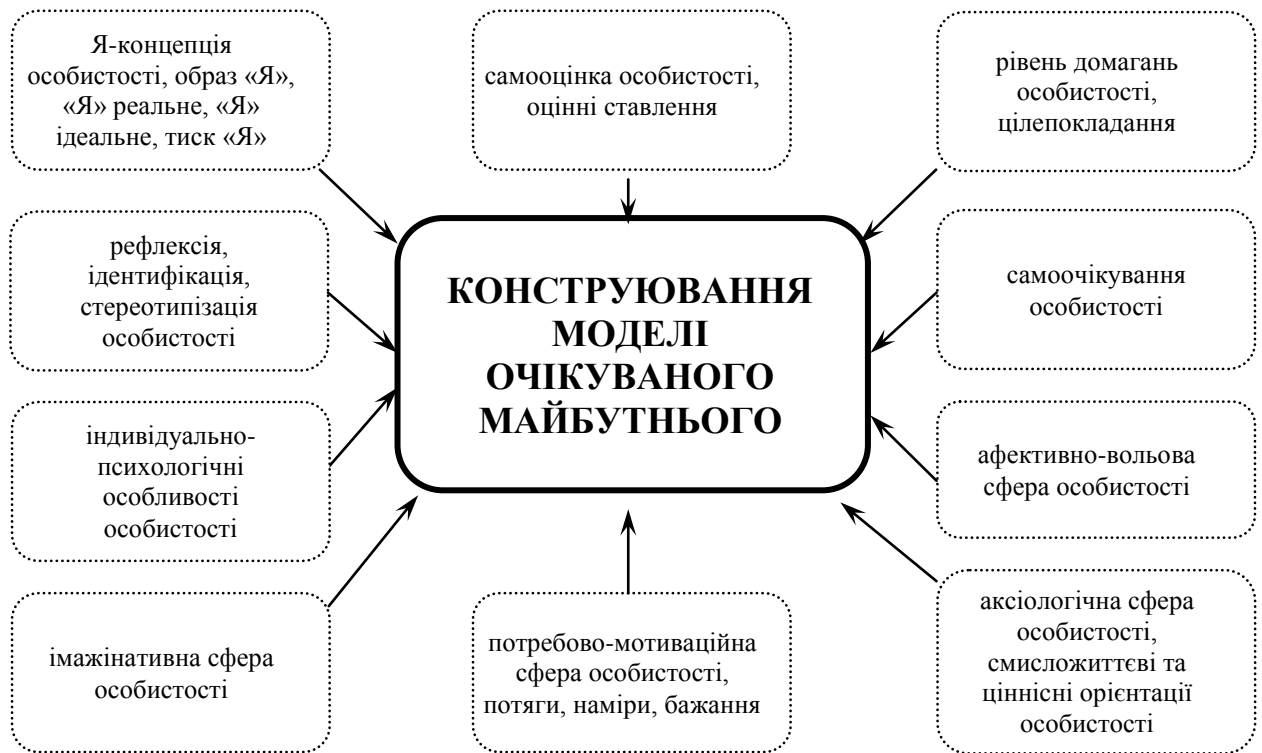 Я-концепція
особистості, образ «Я»,
«Я» реальне, «Я»
ідеальне, тиск «Я»
самооцінка особистості,
оцінні ставлення
рівень домагань
особистості,
цілепокладання
рефлексія,
ідентифікація,
стереотипізація
особистості
КОНСТРУЮВАННЯ
МОДЕЛІ
ОЧІКУВАНОГО
МАЙБУТНЬОГО
самоочікування
особистості
індивідуально-
психологічні
особливості
особистості
афективно-вольова
сфера особистості
імажінативна сфера
особистості
потребово-мотиваційна
сфера особистості,
потяги, наміри, бажання
аксіологічна сфера
особистості,
смисложиттєві та
ціннісні орієнтації
особистості